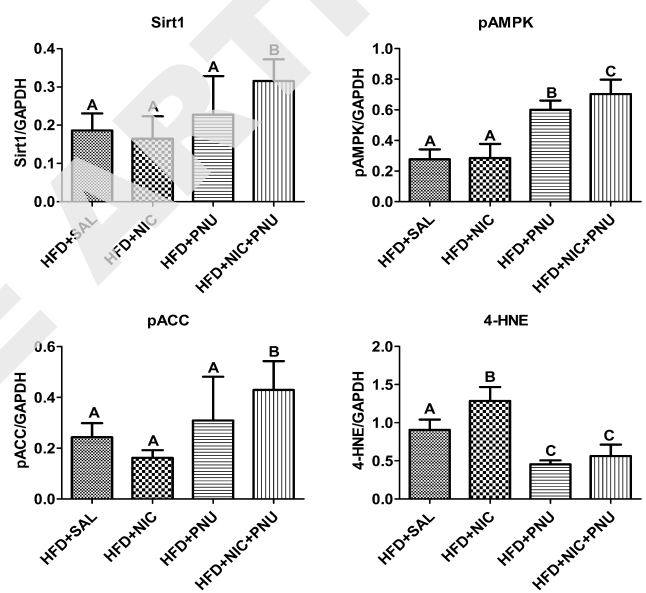 Sirt1
Sirt1/GAPDH
0.4
0.3
0.2
0.1
0.0
A
A
A
B
HFD+SAL
HFD+NIC
HFD+PNU
HFD+NIC+PNU
pAMPK
pAMPK/GAPDH
1.0
0.8
0.6
0.4
0.2
0.0
A
A
B
C
HFD+SAL
HFD+NIC
HFD+PNU
HFD+NIC+PNU
pACC
pACC/GAPDH
0.6
0.4
0.2
0.0
A
A
A
B
HFD+SAL
HFD+NIC
HFD+PNU
HFD+NIC+PNU
4-HNE
4-HNE/GAPDH
2.0
1.5
1.0
0.5
0.0
A
B
C
C
HFD+SAL
HFD+NIC
HFD+PNU
HFD+NIC+PNU
E ART